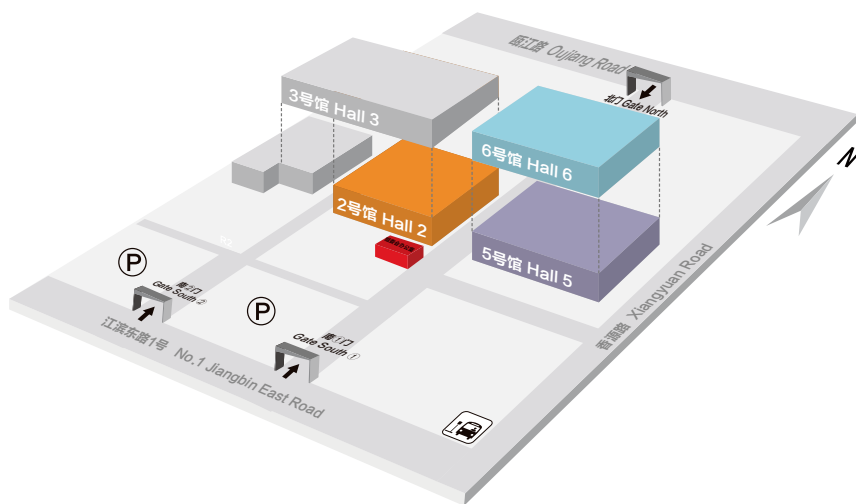 瓯江路 Oujiang Road
北门 Gate North
3号馆 Hall 3
6号馆 Hall 6
N
2号馆 Hall 2
5号馆 Hall 5
P
南②门
Gate South ②
P
南①门
Gate South ①
香源路 Xiangyuan Road
江滨东路1号 No.1 Jiangbin East Road